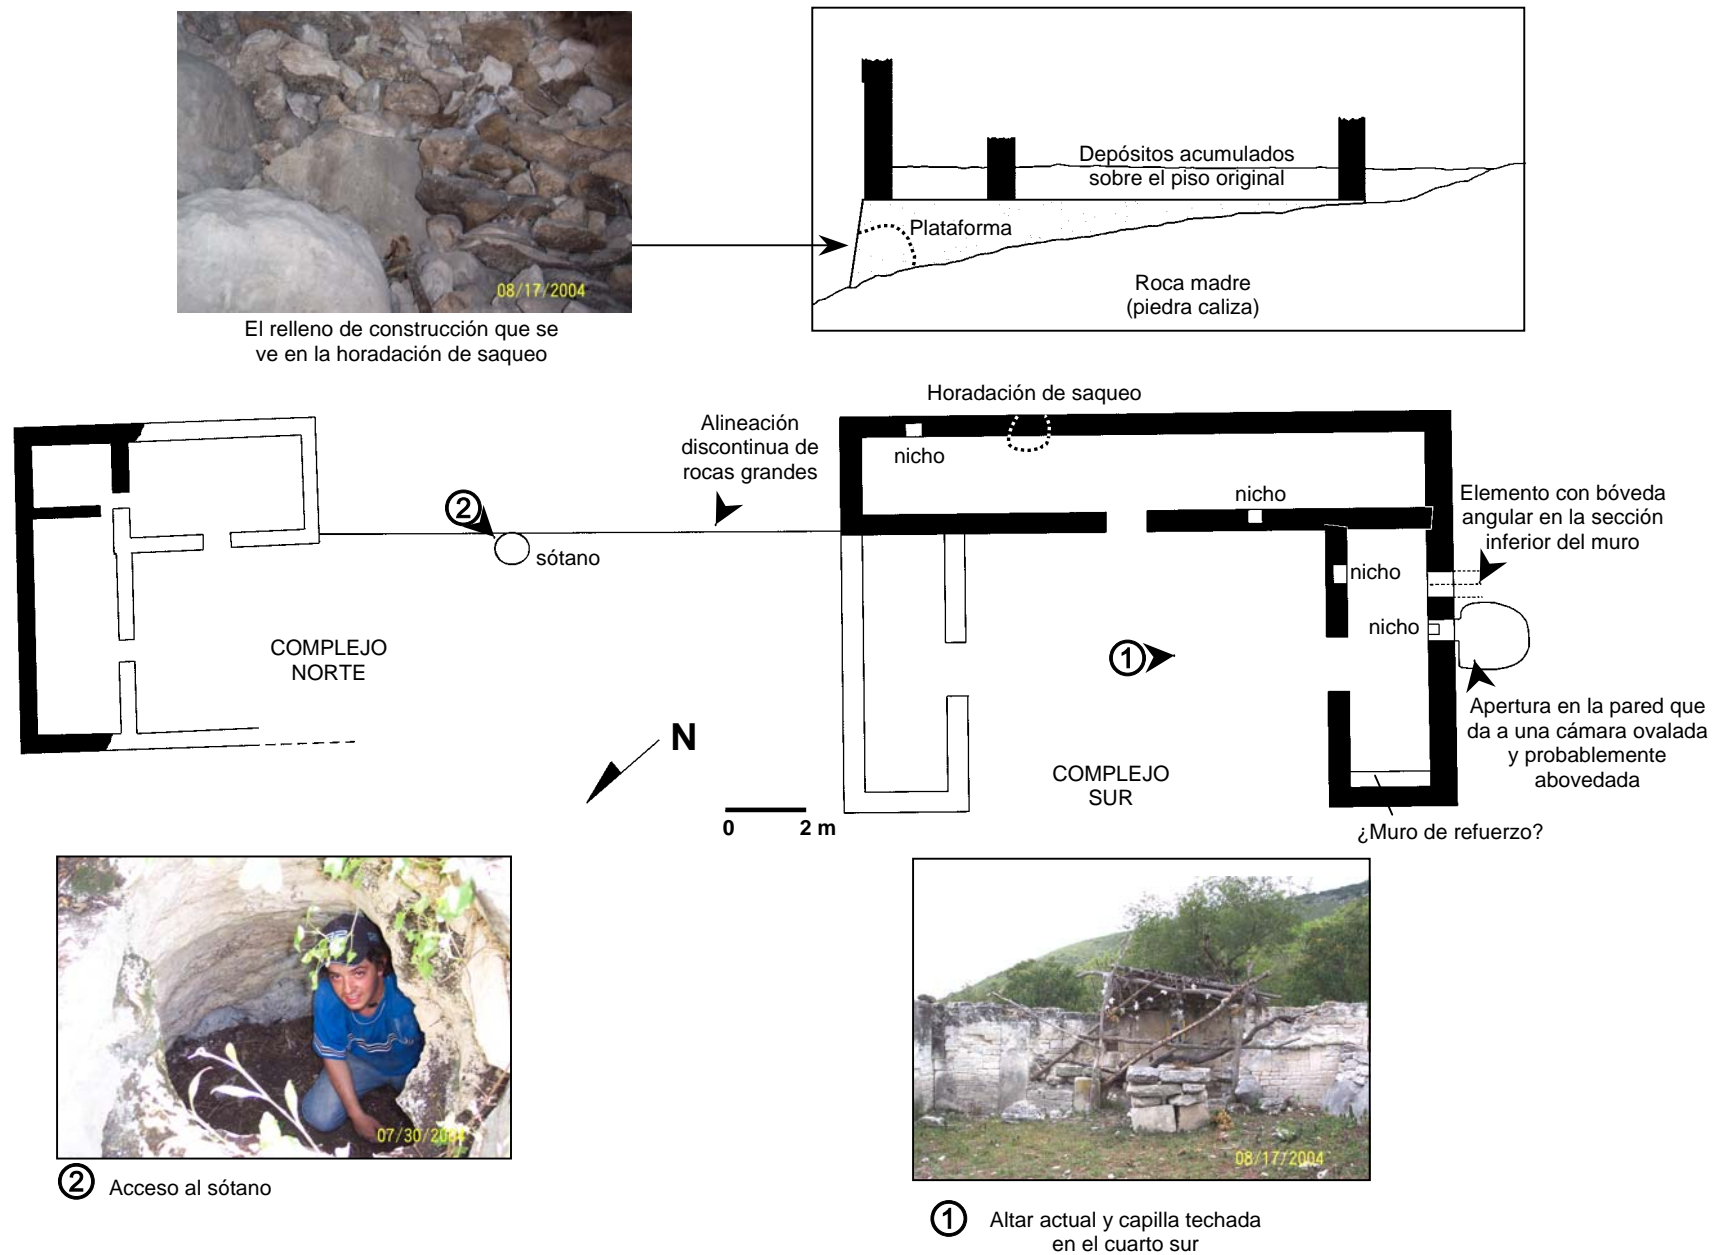 08/17/2004
El relleno de construcción que se
ve en la horadación de saqueo
Depósitos acumulados
sobre el piso original
Plataforma
Roca madre
(piedra caliza)
Horadación de saqueo
Alineación
discontinua de
rocas grandes
nicho
nicho
Elemento con bóveda
angular en la sección
inferior del muro
2
sótano
nicho
nicho
COMPLEJO
NORTE
1
Apertura en la pared que
da a una cámara ovalada
y probablemente
abovedada
N
COMPLEJO
SUR
0 2 m
¿Muro de refuerzo?
07/30/2004
2 Acceso al sótano
08/17/2004
1 Altar actual y capilla techada
en el cuarto sur